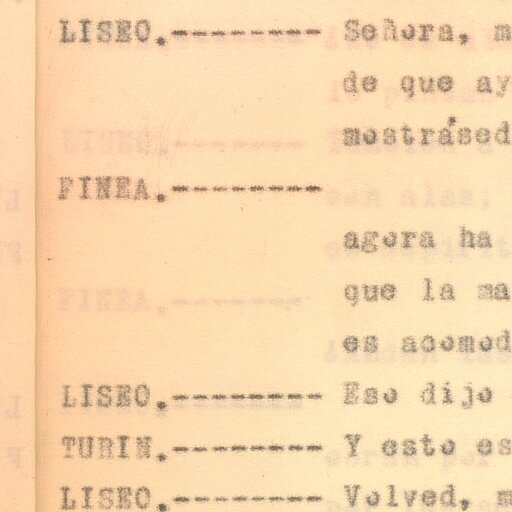 LISEO.-------- Señora, m
de que ay
mostrásed
FINEA.--------
agora ha
que la ma
es acomod
LISEO.-------- Eso dijo
TURIN.-------- Y esto es
LISEO.-------- Volved, m